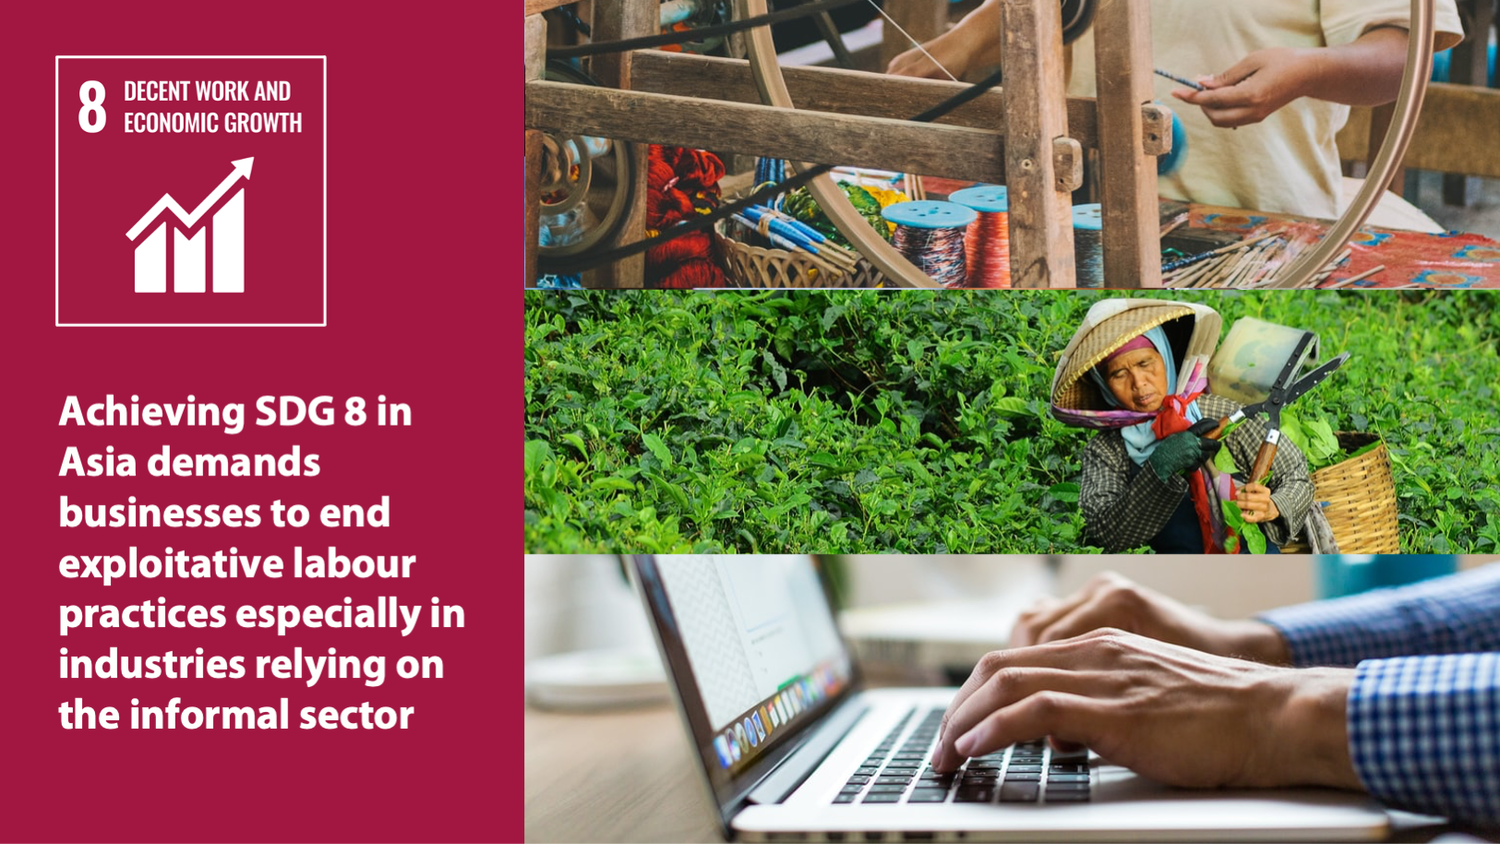 8 DECENT WORK AND
ECONOMIC GROWTH
Achieving SDG 8 in
Asia demands
businesses to end
exploitative labour
practices especially in
industries relying on
the informal sector